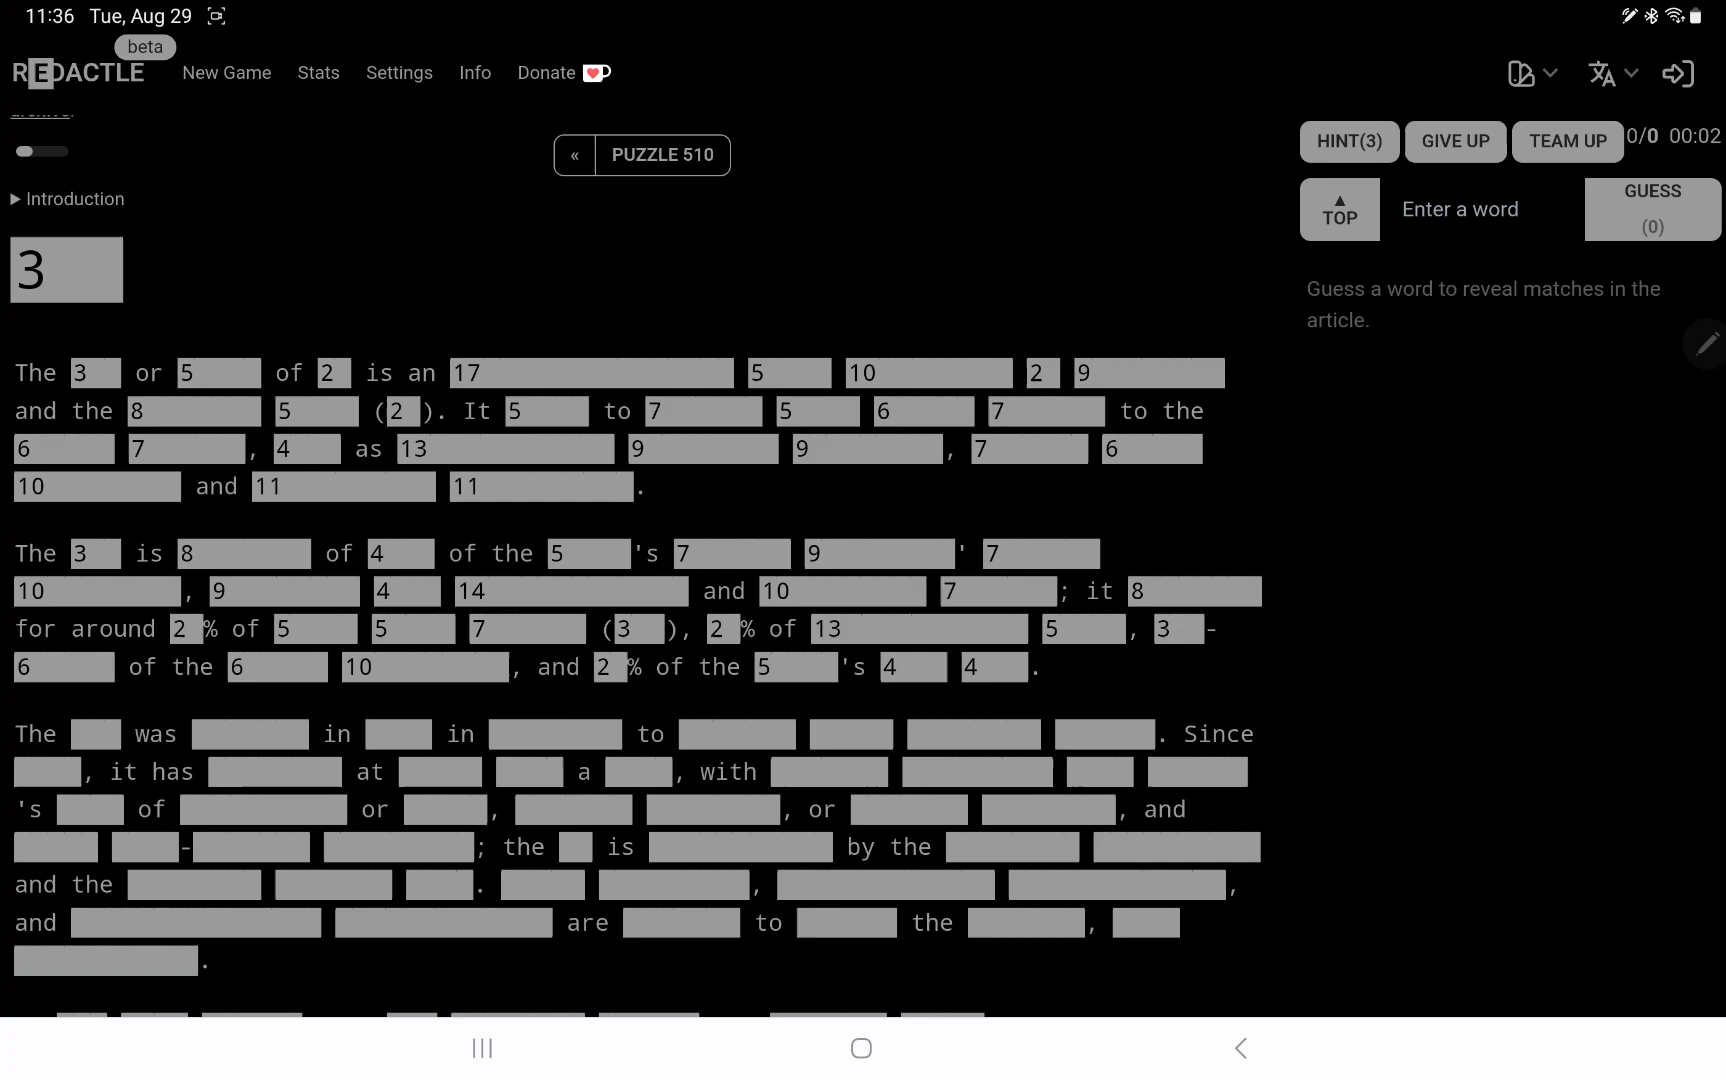 11:36 Tue, Aug 29
beta
REDACTLE New Game Stats Settings Info Donate
« PUZZLE 510
HINT(3) GIVE UP TEAM UP 0/0 00:02
▶ Introduction
▲ TOP Enter a word GUESS (0)
3
Guess a word to reveal matches in the
article.
The 3 or 5 of 2 is an 17 5 10 2 9
and the 8 5 (2). It 5 to 7 5 6 7 to the
6 7, 4 as 13 9 9, 7 6
10 and 11 11.
The 3 is 8 of 4 of the 5's 7 9' 7
10, 9 4 14 and 10 7; it 8
for around 2% of 5 5 7 (3), 2% of 13 5, 3-
6 of the 6 10, and 2% of the 5's 4 4.
The was in in to . Since
, it has at a , with
's of or , , or , and
- ; the is by the
and the . , ,
and are to the ,
.